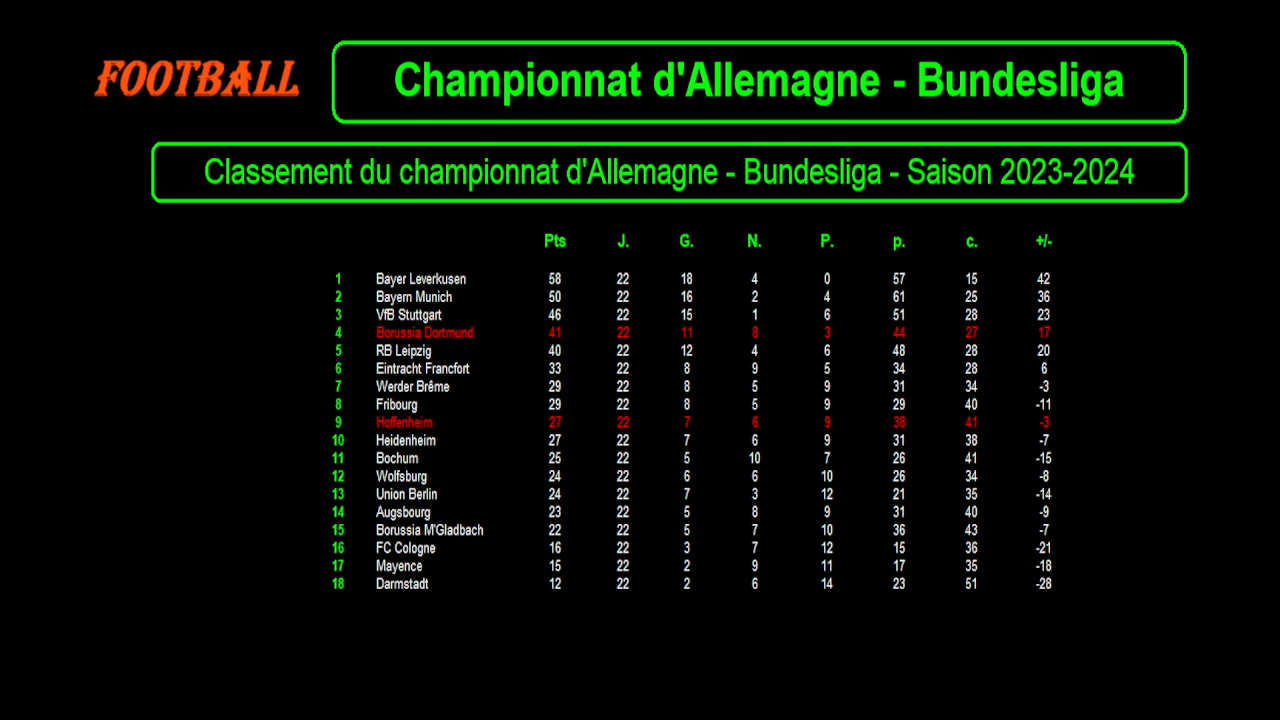 FOOTBALL
Championnat d'Allemagne - Bundesliga
Classement du championnat d'Allemagne - Bundesliga - Saison 2023-2024
Pts J. G. N. P. p. c. +/-
1 Bayer Leverkusen 58 22 18 4 0 57 15 42
2 Bayern Munich 50 22 16 2 4 61 25 36
3 VfB Stuttgart 46 22 15 1 6 51 28 23
4 Borussia Dortmund 41 22 11 8 3 44 27 17
5 RB Leipzig 40 22 12 4 6 48 28 20
6 Eintracht Francfort 33 22 8 9 5 34 28 6
7 Werder Brême 29 22 8 5 9 31 34 -3
8 Fribourg 29 22 8 5 9 29 40 -11
9 Hoffenheim 27 22 7 6 9 38 41 -3
10 Heidenheim 27 22 7 6 9 31 38 -7
11 Bochum 25 22 5 10 7 26 41 -15
12 Wolfsburg 24 22 6 6 10 26 34 -8
13 Union Berlin 24 22 7 3 12 21 35 -14
14 Augsbourg 23 22 5 8 9 31 40 -9
15 Borussia M'Gladbach 22 22 5 7 10 36 43 -7
16 FC Cologne 16 22 3 7 12 15 36 -21
17 Mayence 15 22 2 9 11 17 35 -18
18 Darmstadt 12 22 2 6 14 23 51 -28